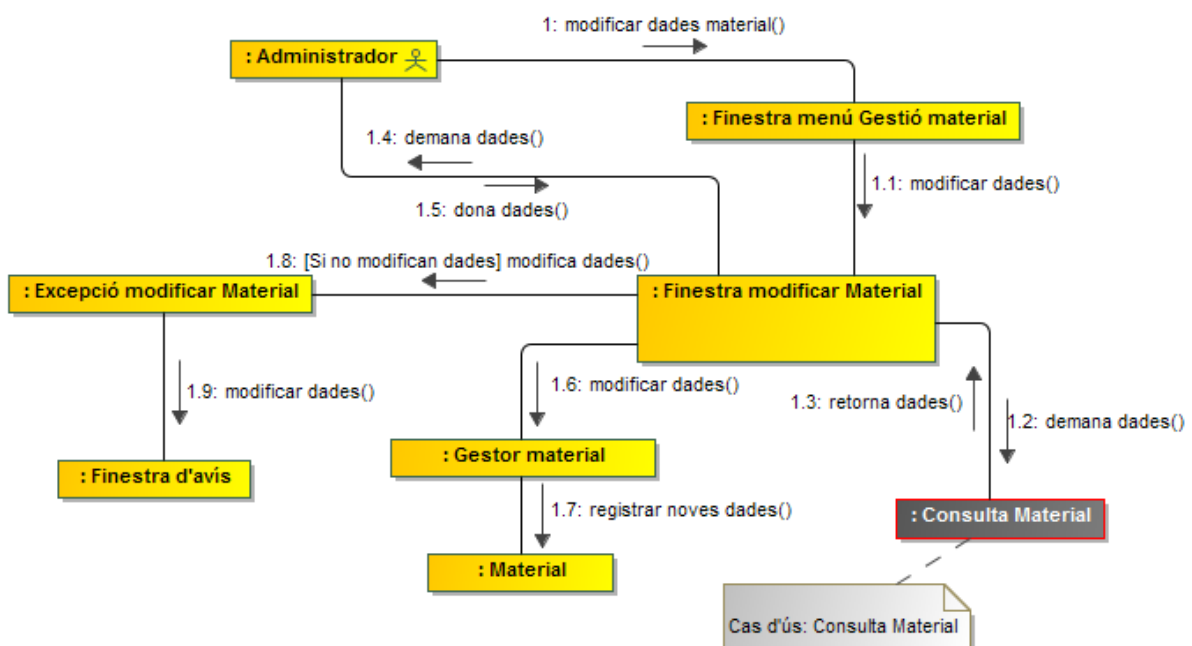 1: modificar dades material()
: Administrador
: Finestra menú Gestió material
1.4: demana dades()
1.1: modificar dades()
1.5: dona dades()
1.8: [Si no modifican dades] modifica dades()
: Excepció modificar Material
: Finestra modificar Material
1.9: modificar dades()
1.6: modificar dades()
1.3: retorna dades()
1.2: demana dades()
: Gestor material
: Finestra d'avís
1.7: registrar noves dades()
: Consulta Material
: Material
Cas d'ús: Consulta Material